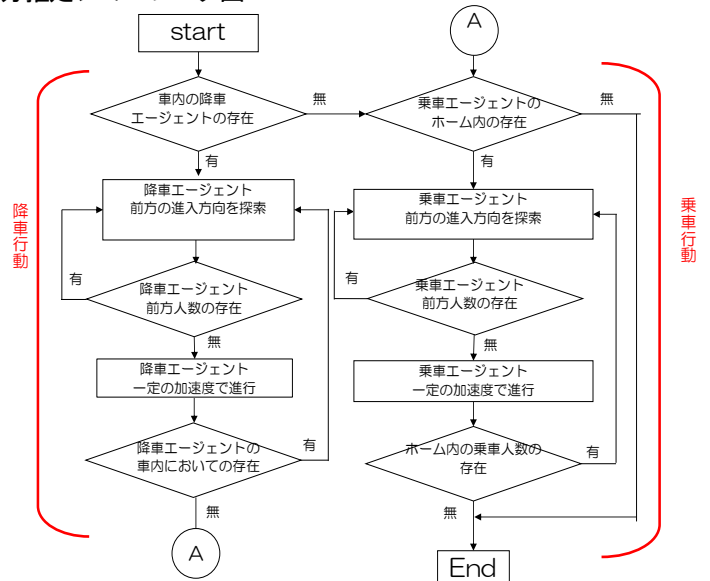 start
車内の降車
エージェントの存在
無
有
降車エージェント
前方の進入方向を探索
有
降車エージェント
前方人数の存在
無
降車エージェント
一定の加速度で進行
降車エージェントの
車内においての存在
有
無
A
降車行動
A
乗車エージェントの
ホーム内の存在
無
有
乗車エージェント
前方の進入方向を探索
有
乗車エージェント
前方人数の存在
無
乗車エージェント
一定の加速度で進行
ホーム内の乗車人数の
存在
有
無
End
乗車行動